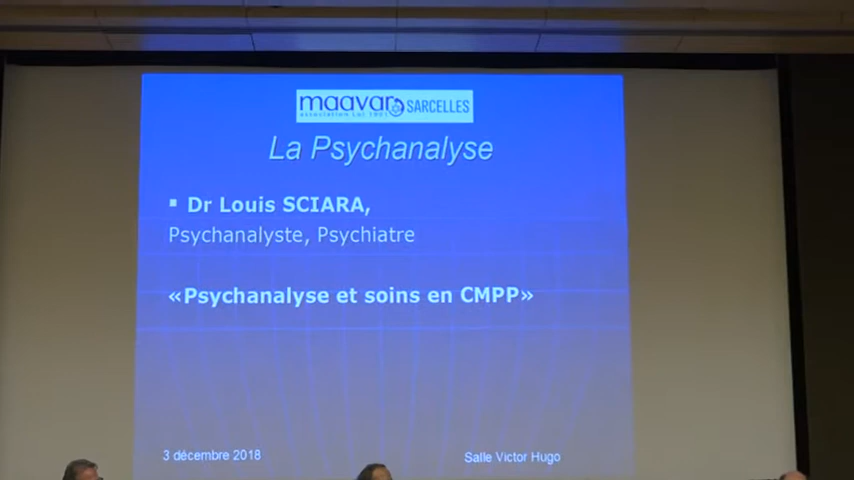 maavar SARCELLES
association Loi 1901
La Psychanalyse
▪ Dr Louis SCIARA,
Psychanalyste, Psychiatre
«Psychanalyse et soins en CMPP»
3 décembre 2018 Salle Victor Hugo